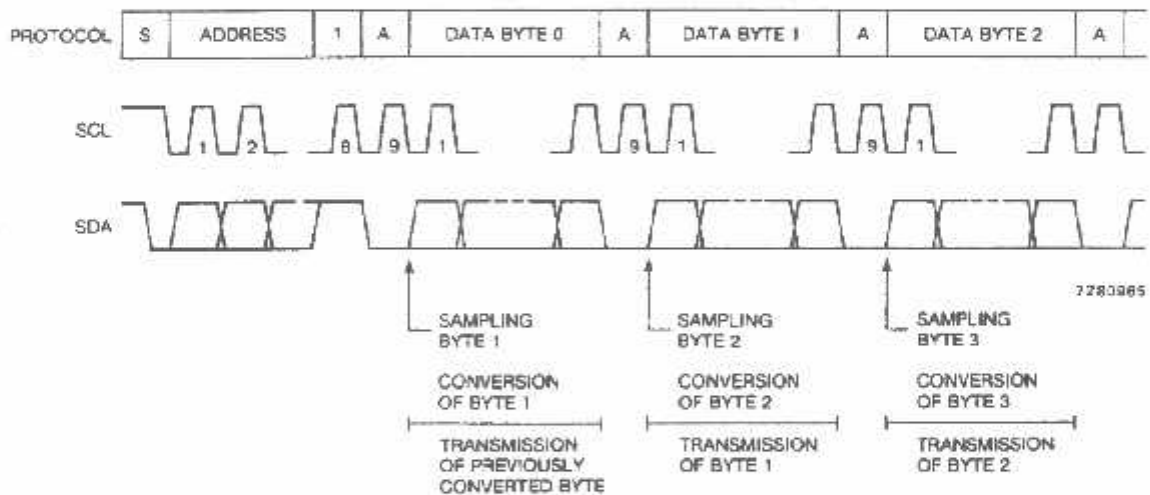 PROTOCOL S ADDRESS 1 A DATA BYTE 0 A DATA BYTE 1 A DATA BYTE 2 A
SCL 1 2 8 9 1 9 1 9 1
SDA
7Z80965
SAMPLING BYTE 1
SAMPLING BYTE 2
SAMPLING BYTE 3
CONVERSION OF BYTE 1
CONVERSION OF BYTE 2
CONVERSION OF BYTE 3
TRANSMISSION OF PREVIOUSLY CONVERTED BYTE
TRANSMISSION OF BYTE 1
TRANSMISSION OF BYTE 2